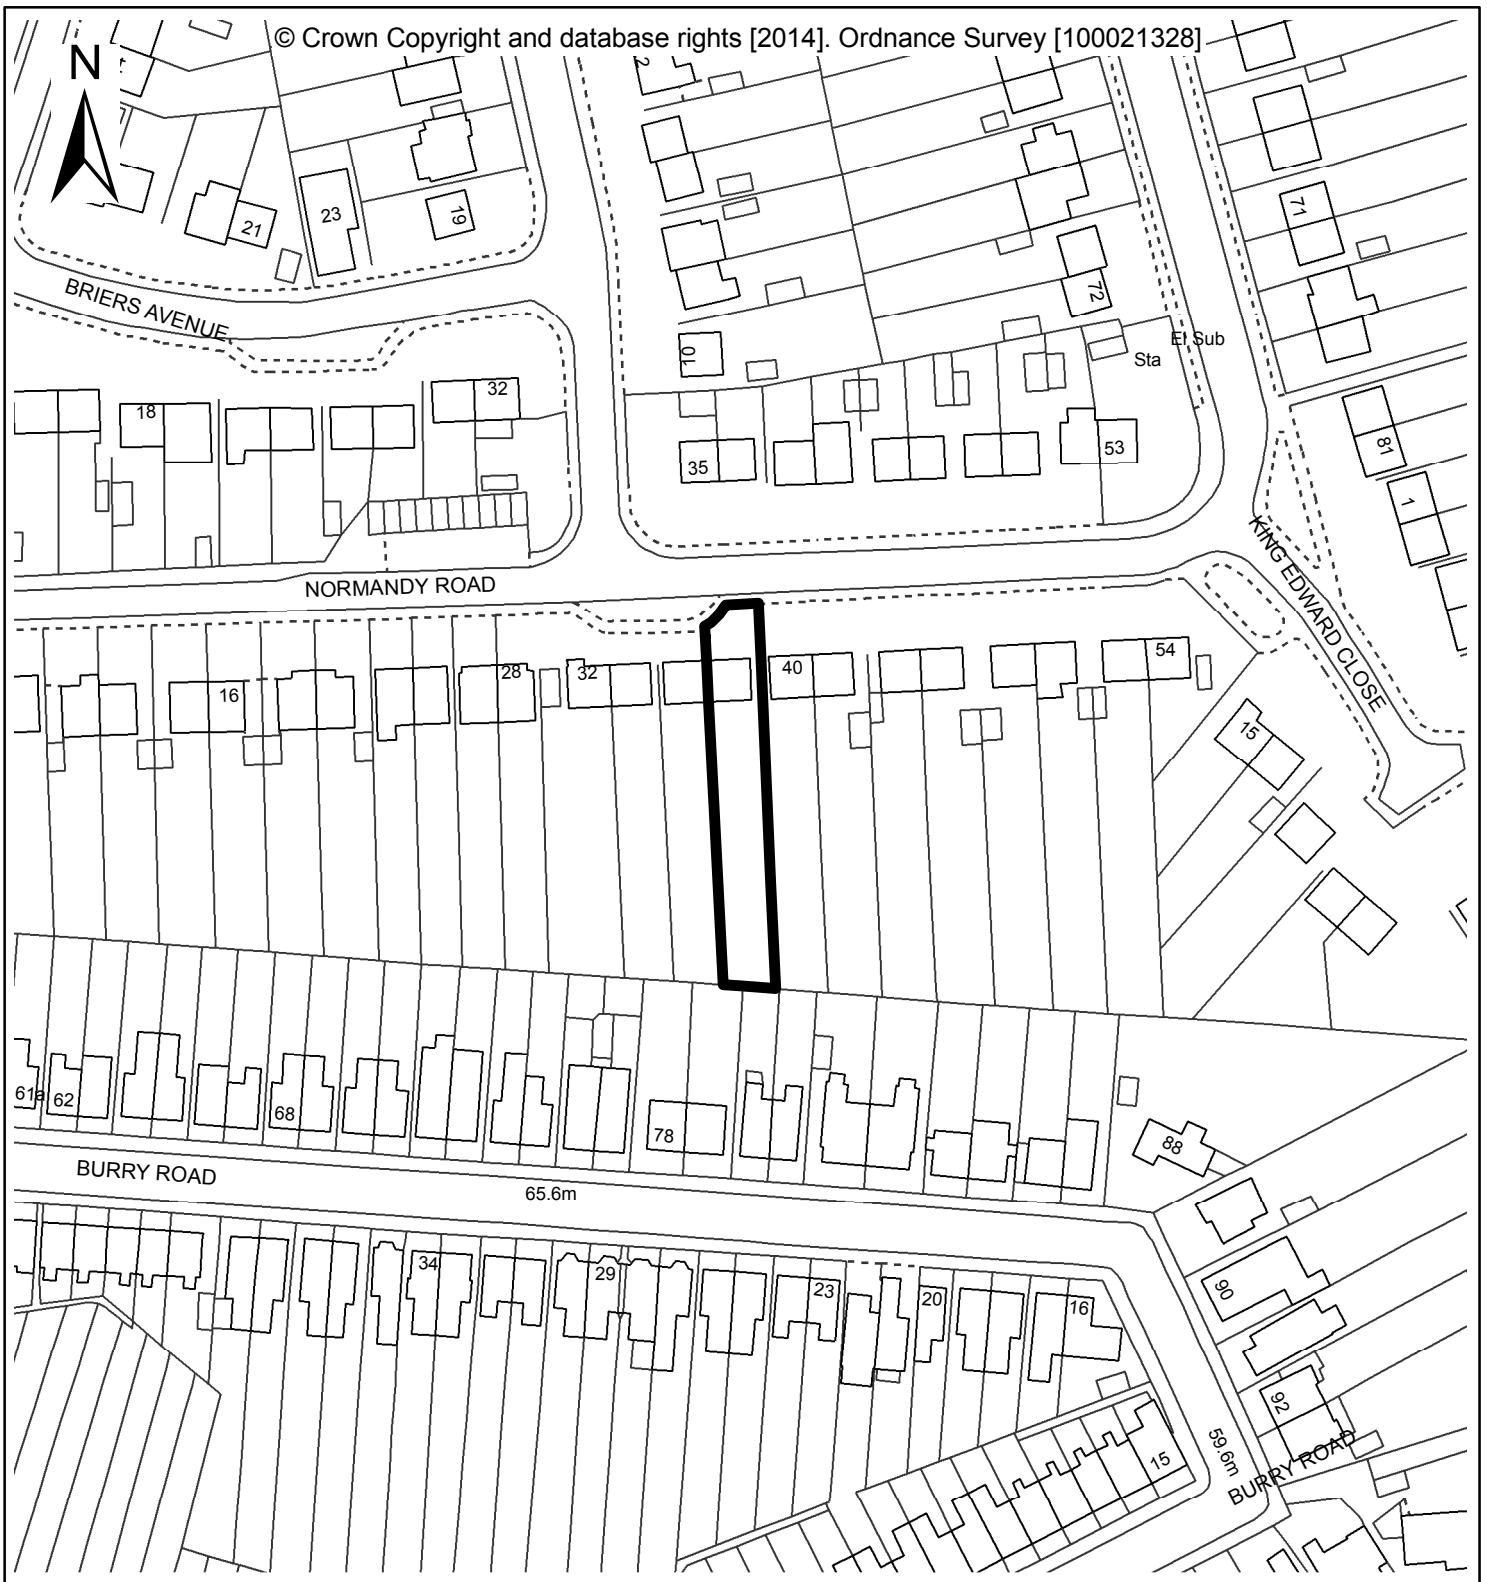 © Crown Copyright and database rights [2014]. Ordnance Survey [100021328]
N
21
23
19
71
72
BRIERS AVENUE
10
El Sub
Sta
18
32
35
53
81
1
KING EDWARD CLOSE
NORMANDY ROAD
16
28
32
40
54
15
61a
62
68
78
88
BURRY ROAD
65.6m
34
29
23
20
16
90
92
15
59.6m
BURRY ROAD